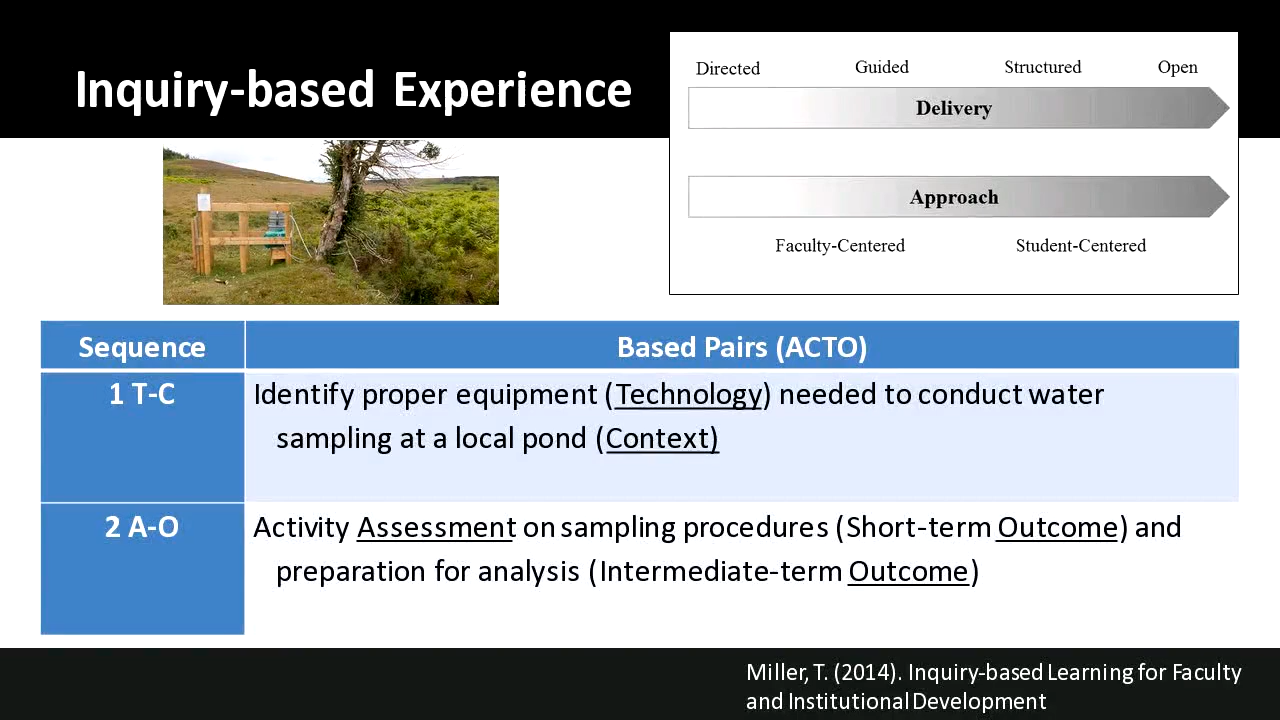 Inquiry-based Experience
Directed Guided Structured Open
Delivery
Approach
Faculty-Centered Student-Centered
Sequence Based Pairs (ACTO)
1 T-C Identify proper equipment (Technology) needed to conduct water
sampling at a local pond (Context)
2 A-O Activity Assessment on sampling procedures (Short-term Outcome) and
preparation for analysis (Intermediate-term Outcome)
Miller, T. (2014). Inquiry-based Learning for Faculty
and Institutional Development